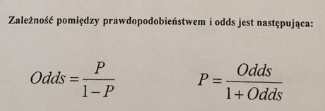 Zależność pomiędzy prawdopodobieństwem i odds jest następująca:
Odds = P / 1 − P
P = Odds / 1 + Odds